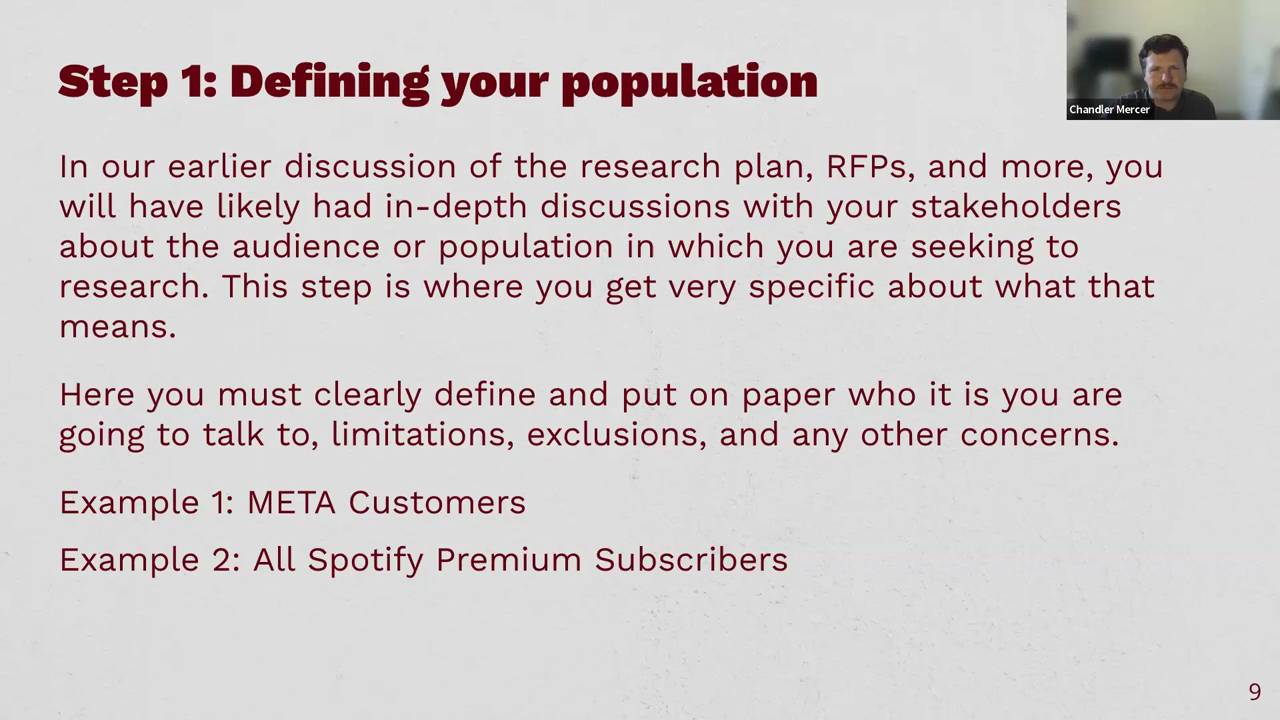 Step 1: Defining your population
Chandler Mercer
In our earlier discussion of the research plan, RFPs, and more, you
will have likely had in-depth discussions with your stakeholders
about the audience or population in which you are seeking to
research. This step is where you get very specific about what that
means.
Here you must clearly define and put on paper who it is you are
going to talk to, limitations, exclusions, and any other concerns.
Example 1: META Customers
Example 2: All Spotify Premium Subscribers
9